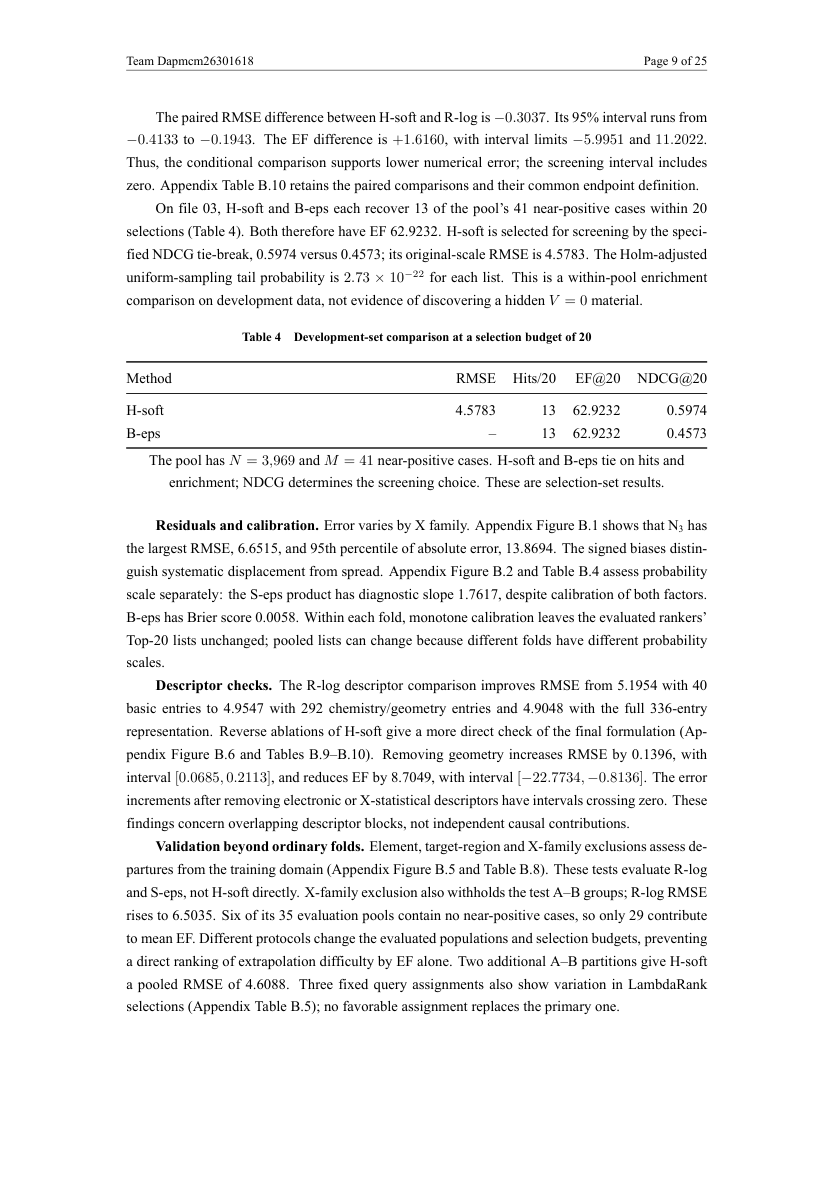 Team Dapmcm26301618 Page 9 of 25
The paired RMSE difference between H-soft and R-log is −0.3037. Its 95% interval runs from
−0.4133 to −0.1943. The EF difference is +1.6160, with interval limits −5.9951 and 11.2022.
Thus, the conditional comparison supports lower numerical error; the screening interval includes
zero. Appendix Table B.10 retains the paired comparisons and their common endpoint definition.
On file 03, H-soft and B-eps each recover 13 of the pool's 41 near-positive cases within 20
selections (Table 4). Both therefore have EF 62.9232. H-soft is selected for screening by the speci-
fied NDCG tie-break, 0.5974 versus 0.4573; its original-scale RMSE is 4.5783. The Holm-adjusted
uniform-sampling tail probability is 2.73 × 10⁻²² for each list. This is a within-pool enrichment
comparison on development data, not evidence of discovering a hidden V = 0 material.
Table 4 Development-set comparison at a selection budget of 20
Method RMSE Hits/20 EF@20 NDCG@20
H-soft 4.5783 13 62.9232 0.5974
B-eps – 13 62.9232 0.4573
The pool has N = 3,969 and M = 41 near-positive cases. H-soft and B-eps tie on hits and
enrichment; NDCG determines the screening choice. These are selection-set results.
Residuals and calibration. Error varies by X family. Appendix Figure B.1 shows that N₃ has
the largest RMSE, 6.6515, and 95th percentile of absolute error, 13.8694. The signed biases distin-
guish systematic displacement from spread. Appendix Figure B.2 and Table B.4 assess probability
scale separately: the S-eps product has diagnostic slope 1.7617, despite calibration of both factors.
B-eps has Brier score 0.0058. Within each fold, monotone calibration leaves the evaluated rankers'
Top-20 lists unchanged; pooled lists can change because different folds have different probability
scales.
Descriptor checks. The R-log descriptor comparison improves RMSE from 5.1954 with 40
basic entries to 4.9547 with 292 chemistry/geometry entries and 4.9048 with the full 336-entry
representation. Reverse ablations of H-soft give a more direct check of the final formulation (Ap-
pendix Figure B.6 and Tables B.9–B.10). Removing geometry increases RMSE by 0.1396, with
interval [0.0685, 0.2113], and reduces EF by 8.7049, with interval [−22.7734, −0.8136]. The error
increments after removing electronic or X-statistical descriptors have intervals crossing zero. These
findings concern overlapping descriptor blocks, not independent causal contributions.
Validation beyond ordinary folds. Element, target-region and X-family exclusions assess de-
partures from the training domain (Appendix Figure B.5 and Table B.8). These tests evaluate R-log
and S-eps, not H-soft directly. X-family exclusion also withholds the test A–B groups; R-log RMSE
rises to 6.5035. Six of its 35 evaluation pools contain no near-positive cases, so only 29 contribute
to mean EF. Different protocols change the evaluated populations and selection budgets, preventing
a direct ranking of extrapolation difficulty by EF alone. Two additional A–B partitions give H-soft
a pooled RMSE of 4.6088. Three fixed query assignments also show variation in LambdaRank
selections (Appendix Table B.5); no favorable assignment replaces the primary one.